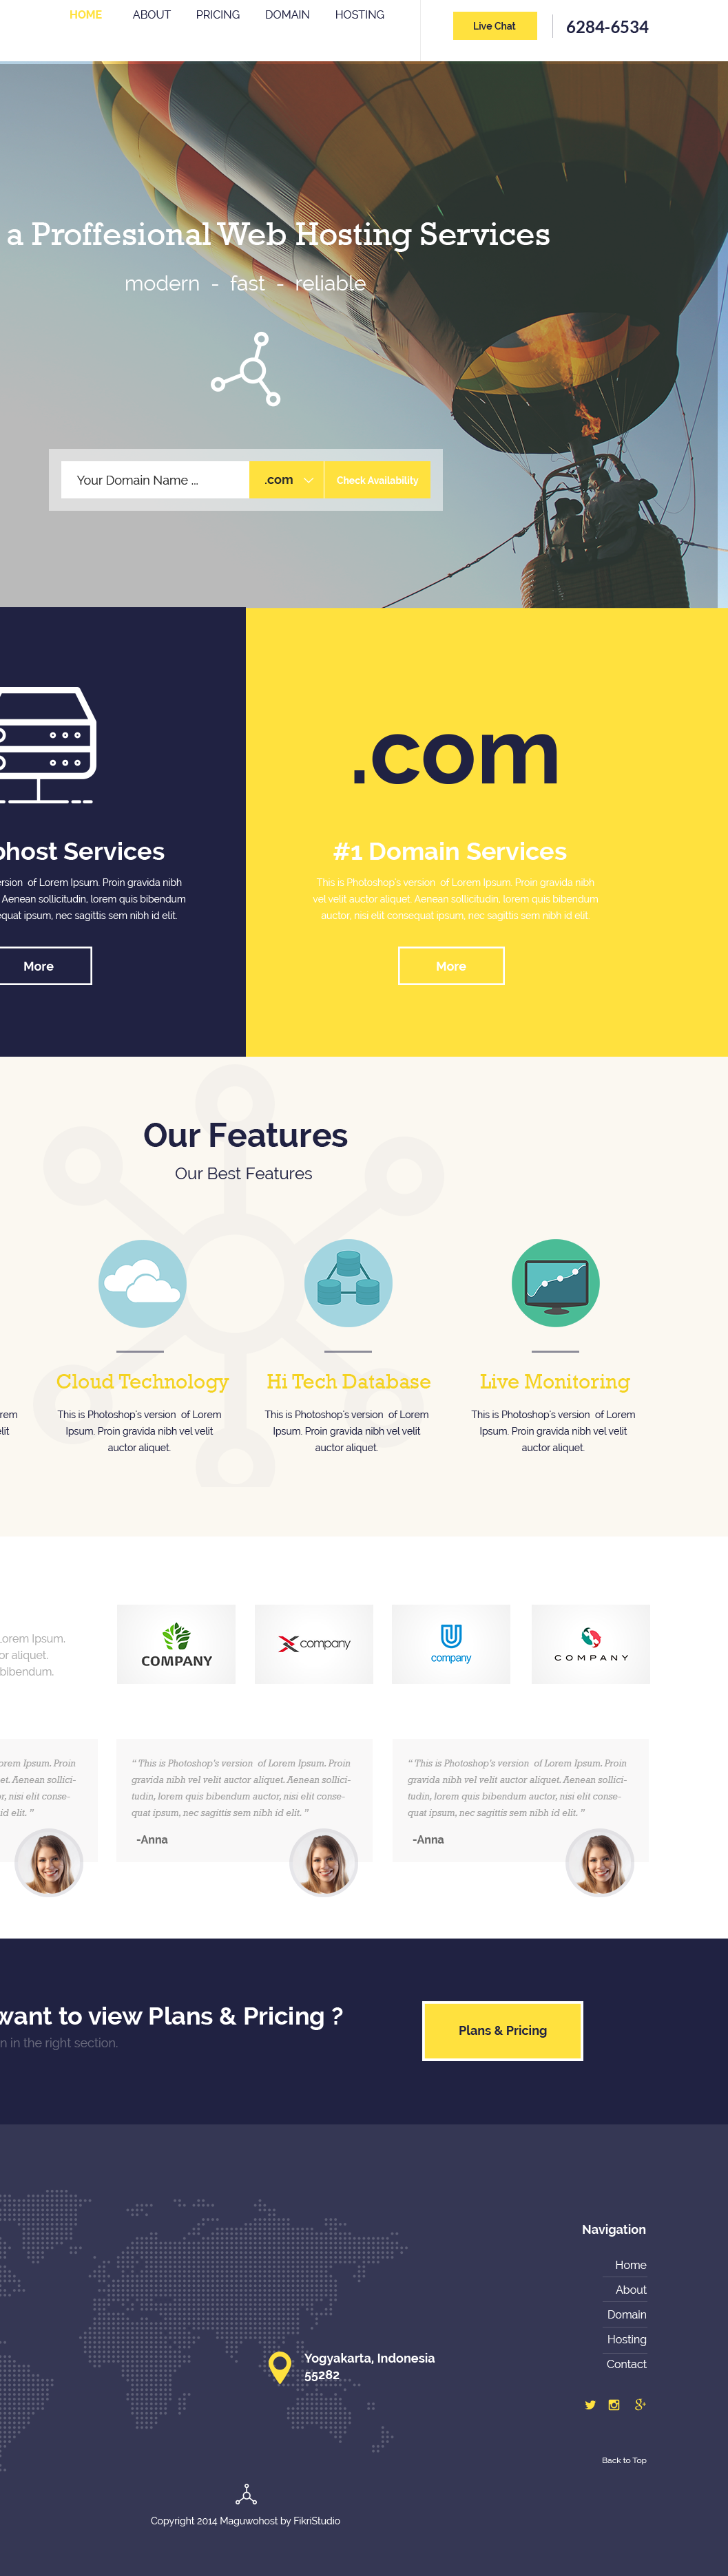 HOME ABOUT PRICING DOMAIN HOSTING
Live Chat
6284-6534
a Proffesional Web Hosting Services
modern - fast - reliable
Your Domain Name ...
.com
Check Availability
host Services
of Lorem Ipsum. Proin gravida nibh
Aenean sollicitudin, lorem quis bibendum
ipsum, nec sagittis sem nibh id elit.
More
.com
#1 Domain Services
This is Photoshop's version of Lorem Ipsum. Proin gravida nibh
vel velit auctor aliquet. Aenean sollicitudin, lorem quis bibendum
auctor, nisi elit consequat ipsum, nec sagittis sem nibh id elit.
More
Our Features
Our Best Features
Cloud Technology
This is Photoshop's version of Lorem
Ipsum. Proin gravida nibh vel velit
auctor aliquet.
Hi Tech Database
This is Photoshop's version of Lorem
Ipsum. Proin gravida nibh vel velit
auctor aliquet.
Live Monitoring
This is Photoshop's version of Lorem
Ipsum. Proin gravida nibh vel velit
auctor aliquet.
Lorem Ipsum.
or aliquet.
bibendum.
COMPANY
company
company
COMPANY
orem Ipsum. Proin
et. Aenean sollici-
r, nisi elit conse-
id elit. ”
“ This is Photoshop's version of Lorem Ipsum. Proin
gravida nibh vel velit auctor aliquet. Aenean sollici-
tudin, lorem quis bibendum auctor, nisi elit conse-
quat ipsum, nec sagittis sem nibh id elit. ”
-Anna
“ This is Photoshop's version of Lorem Ipsum. Proin
gravida nibh vel velit auctor aliquet. Aenean sollici-
tudin, lorem quis bibendum auctor, nisi elit conse-
quat ipsum, nec sagittis sem nibh id elit. ”
-Anna
want to view Plans & Pricing ?
n in the right section.
Plans & Pricing
Navigation
Home
About
Domain
Hosting
Contact
Yogyakarta, Indonesia
55282
Back to Top
Copyright 2014 Maguwohost by FikriStudio